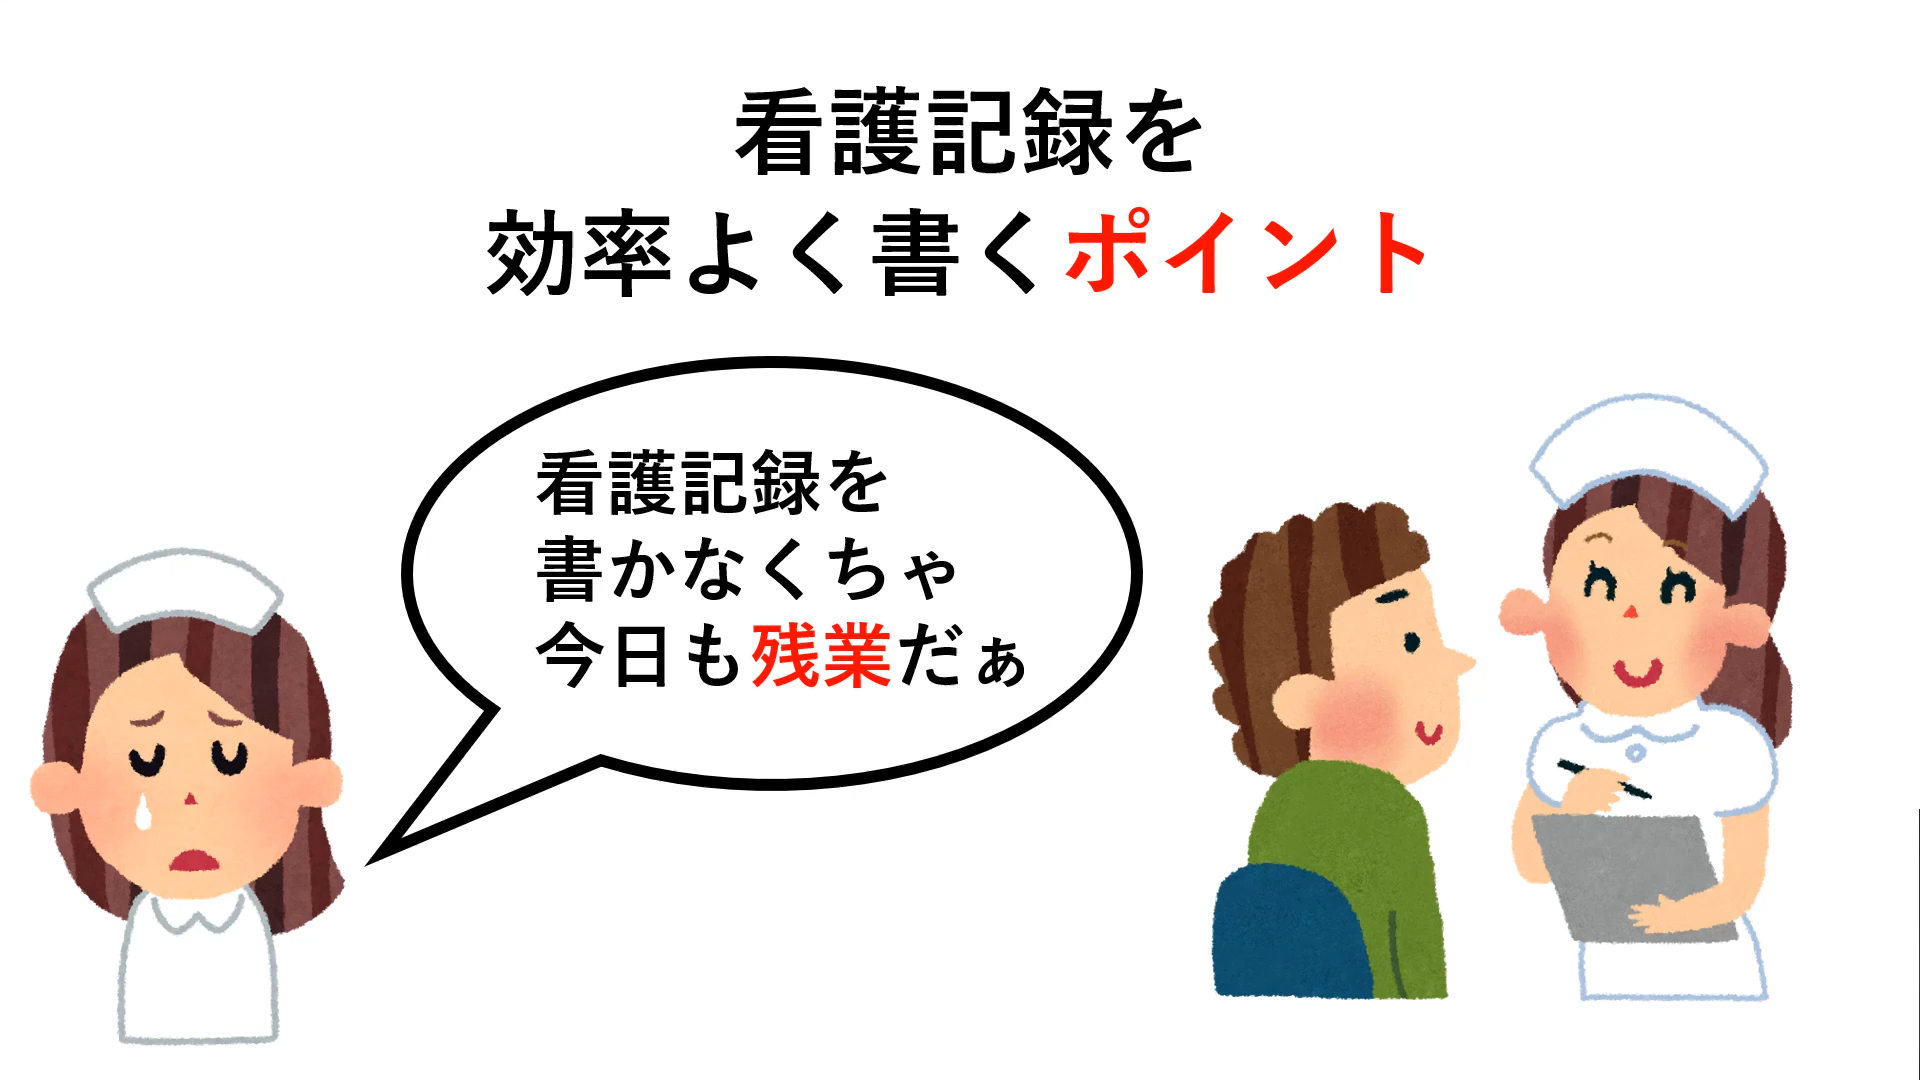 看護記録を
効率よく書くポイント
看護記録を
書かなくちゃ
今日も残業だぁ